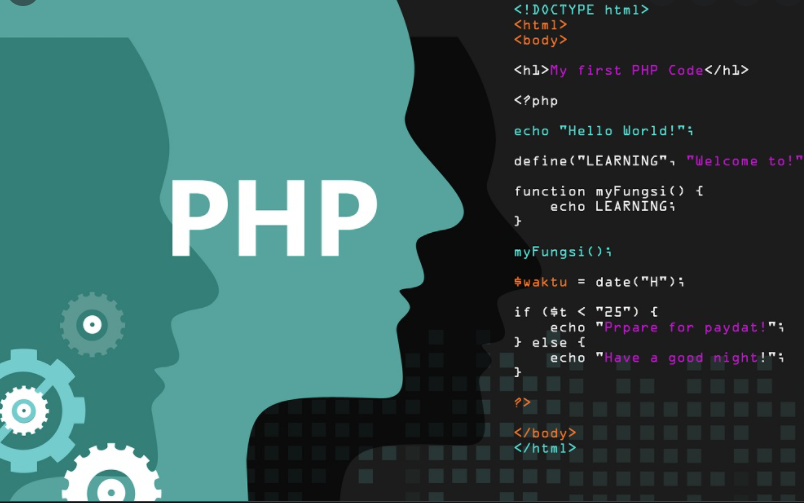 PHP
<!DOCTYPE html>
<html>
<body>
<h1>My first PHP Code</h1>
<?php
echo "Hello World!";
define("LEARNING", "Welcome to!"
function myFungsi() {
echo LEARNING;
}
myFungsi();
$waktu = date("H");
if ($t < "25") {
echo "Prpare for paydat!";
} else {
echo "Have a good night!";
}
?>
</body>
</html>